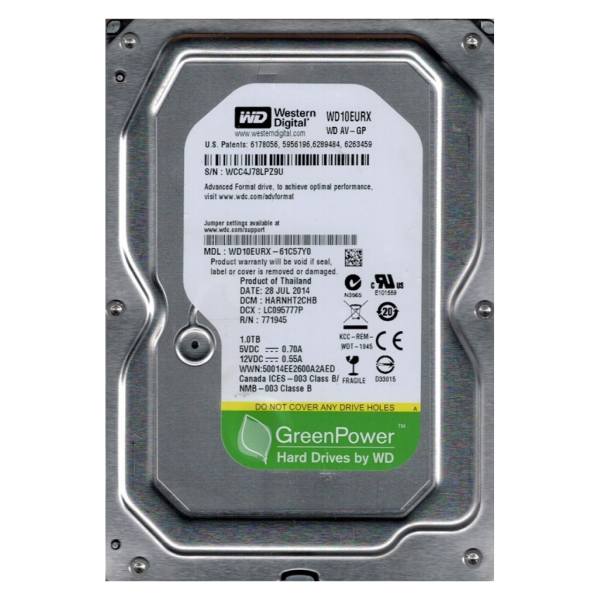 WD Western Digital® WD10EURX
www.westerndigital.com WD AV-GP
U.S. Patents: 6178056, 5956196,6289484, 6263459
S/N : WCC4J78LPZ9U
Advanced Format drive, to achieve optimal performance,
visit www.wdc.com/advformat
Jumper settings available at
www.wdc.com/support
MDL : WD10EURX-61C57Y0
Product warranty will be void if seal,
label or cover is removed or damaged.
Product of Thailand
DATE: 28 JUL 2014
DCM : HARNHT2CHB
DCX : LC095777P
R/N : 771945
N3565
E101559
20
KCC-REM-
WDT-1945
1.0TB
5VDC 0.70A
12VDC 0.55A
WWN:50014EE2600A2AED
Canada ICES-003 Class B/
NMB-003 Classe B
CE
FRAGILE
D33015
DO NOT COVER ANY DRIVE HOLES A
GreenPower™
Hard Drives by WD